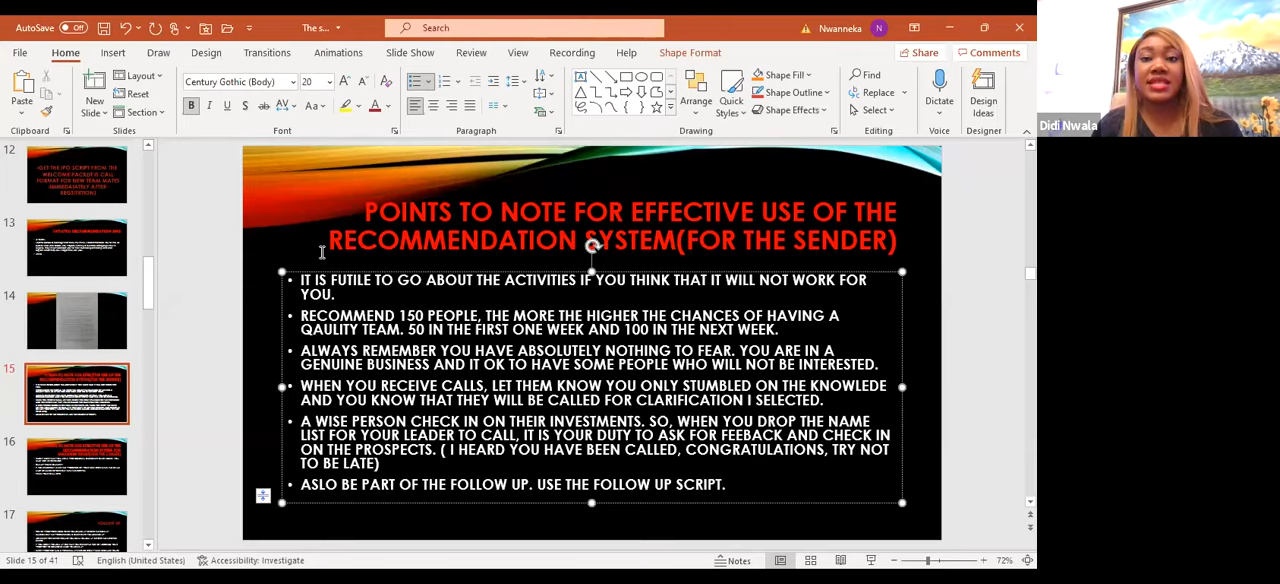 AutoSave Off The s... Search Nwanneka N
File Home Insert Draw Design Transitions Animations Slide Show Review View Recording Help Shape Format Share Comments
Paste New Slide Layout Reset Section Century Gothic (Body) 20 Arrange Quick Styles Shape Fill Shape Outline Shape Effects Find Replace Select Dictate Design Ideas
Clipboard Slides Font Paragraph Drawing Editing Voice Designer
Didi Nwala
12
13
14
15
16
17
POINTS TO NOTE FOR EFFECTIVE USE OF THE
RECOMMENDATION SYSTEM(FOR THE SENDER)
• IT IS FUTILE TO GO ABOUT THE ACTIVITIES IF YOU THINK THAT IT WILL NOT WORK FOR
YOU.
• RECOMMEND 150 PEOPLE, THE MORE THE HIGHER THE CHANCES OF HAVING A
QAULITY TEAM. 50 IN THE FIRST ONE WEEK AND 100 IN THE NEXT WEEK.
• ALWAYS REMEMBER YOU HAVE ABSOLUTELY NOTHING TO FEAR. YOU ARE IN A
GENUINE BUSINESS AND IT OK TO HAVE SOME PEOPLE WHO WILL NOT BE INTERESTED.
• WHEN YOU RECEIVE CALLS, LET THEM KNOW YOU ONLY STUMBLED ON THE KNOWLEDE
AND YOU KNOW THAT THEY WILL BE CALLED FOR CLARIFICATION I SELECTED.
• A WISE PERSON CHECK IN ON THEIR INVESTMENTS. SO, WHEN YOU DROP THE NAME
LIST FOR YOUR LEADER TO CALL, IT IS YOUR DUTY TO ASK FOR FEEBACK AND CHECK IN
ON THE PROSPECTS. ( I HEARD YOU HAVE BEEN CALLED, CONGRATULATIONS, TRY NOT
TO BE LATE)
• ASLO BE PART OF THE FOLLOW UP. USE THE FOLLOW UP SCRIPT.
Slide 15 of 41 English (United States) Accessibility: Investigate Notes 72%